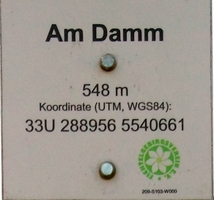 Am Damm
548 m
Koordinate (UTM, WGS84):
33U 288956 5540661